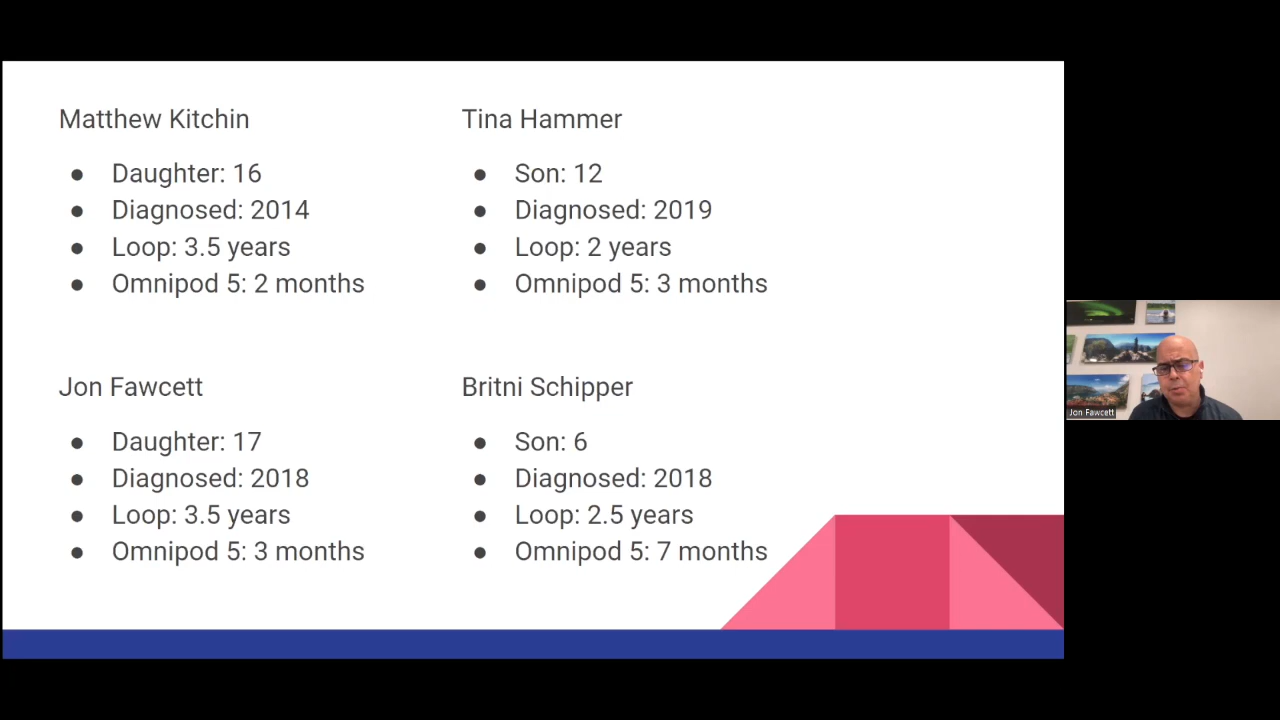 Matthew Kitchin
● Daughter: 16
● Diagnosed: 2014
● Loop: 3.5 years
● Omnipod 5: 2 months
Tina Hammer
● Son: 12
● Diagnosed: 2019
● Loop: 2 years
● Omnipod 5: 3 months
Jon Fawcett
● Daughter: 17
● Diagnosed: 2018
● Loop: 3.5 years
● Omnipod 5: 3 months
Britni Schipper
● Son: 6
● Diagnosed: 2018
● Loop: 2.5 years
● Omnipod 5: 7 months
Jon Fawcett